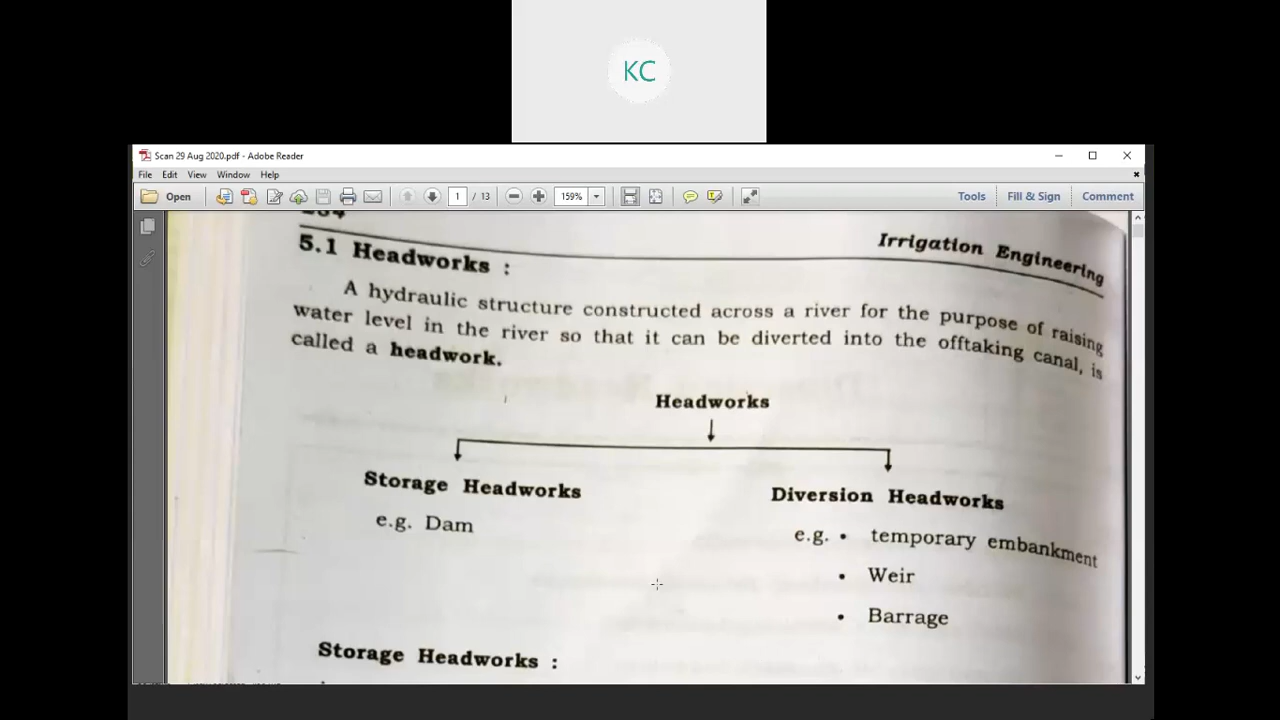 KC
Scan 29 Aug 2020.pdf - Adobe Reader
File Edit View Window Help
Open 1 / 13 159% Tools Fill & Sign Comment
Irrigation Engineering
5.1 Headworks :
A hydraulic structure constructed across a river for the purpose of raising
water level in the river so that it can be diverted into the offtaking canal, is
called a headwork.
Headworks
Storage Headworks Diversion Headworks
e.g. Dam e.g. • temporary embankment
• Weir
• Barrage
Storage Headworks :